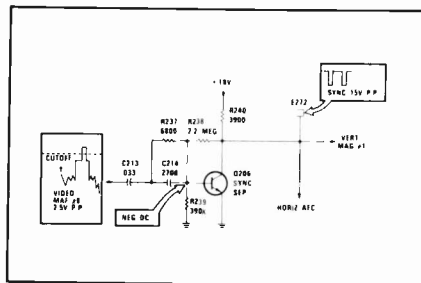 +18V
E272
SYNC 15V P.P.
R237
6800
R238
2.2 MEG
R240
3900
VERT
MAG #1
CUTOFF
VIDEO
MAF #8
2.5V P.P.
C213
033
C214
2700
Q206
SYNC
SEP
R239
390K
NEG DC
HORIZ AFC